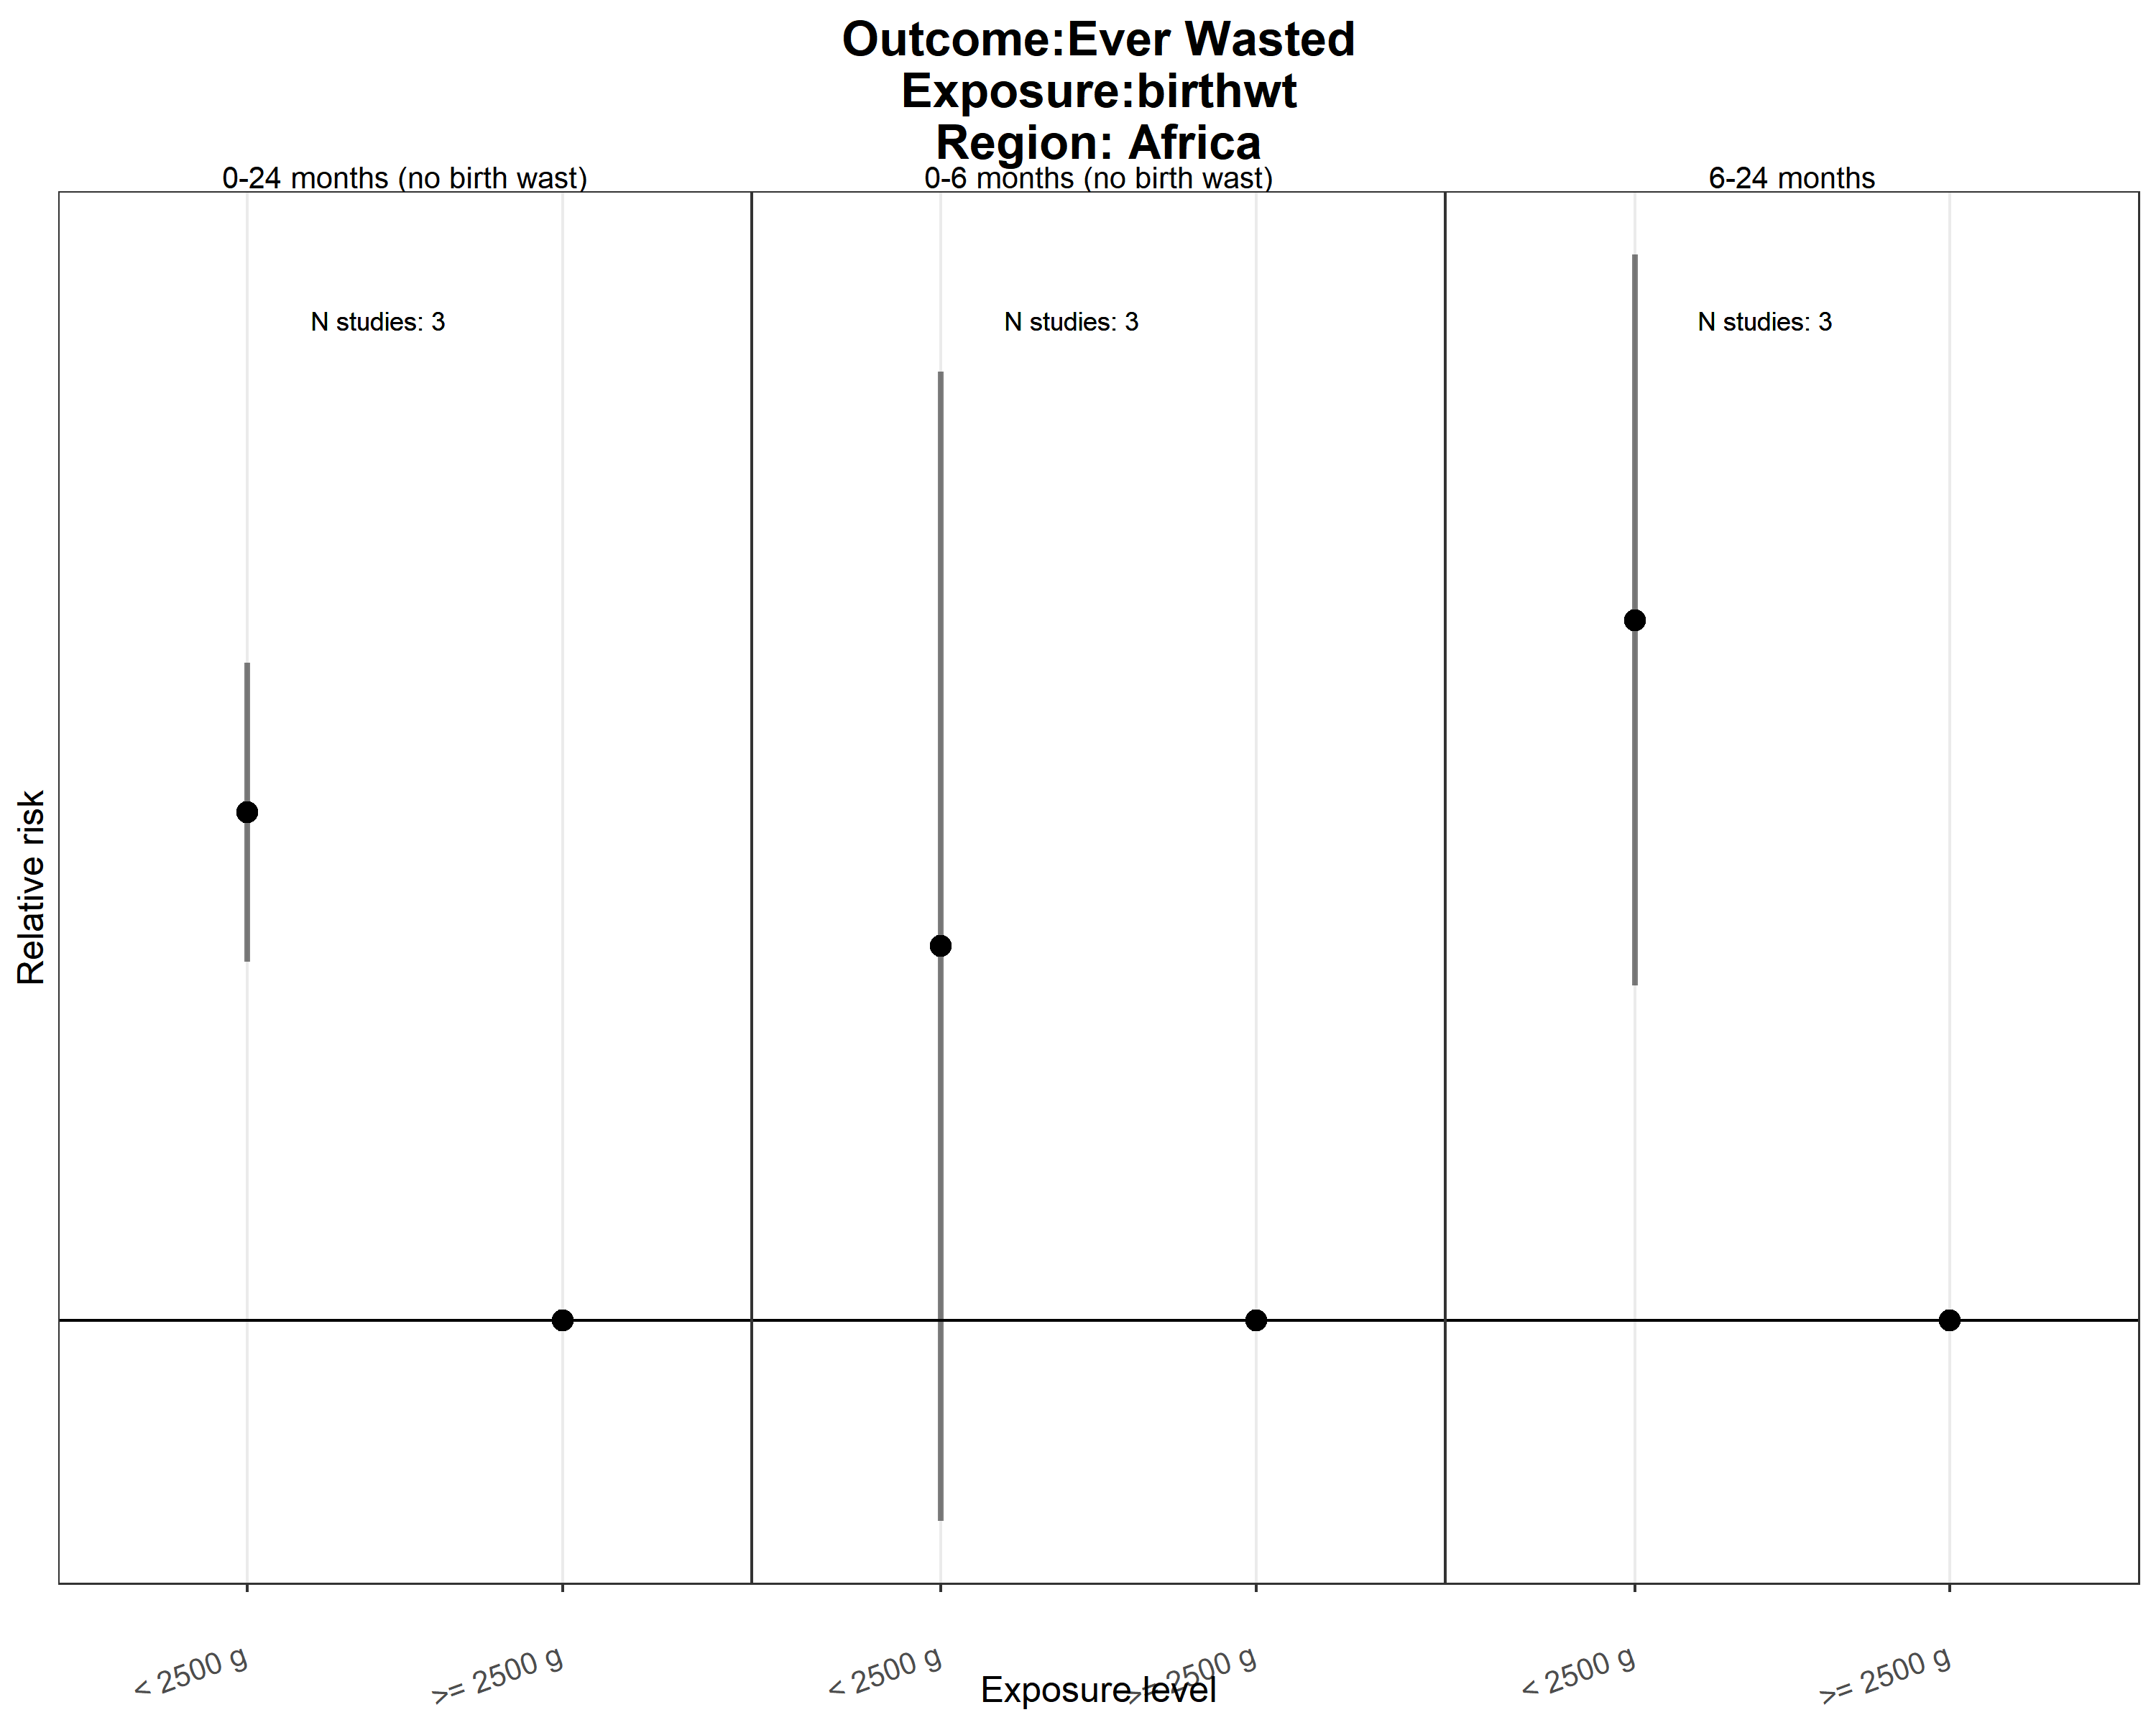 Outcome:Ever Wasted
Exposure:birthwt
Region: Africa
0-24 months (no birth wast)
0-6 months (no birth wast)
6-24 months
N studies: 3
N studies: 3
N studies: 3
Relative risk
< 2500 g
>= 2500 g
< 2500 g
>= 2500 g
< 2500 g
>= 2500 g
Exposure level